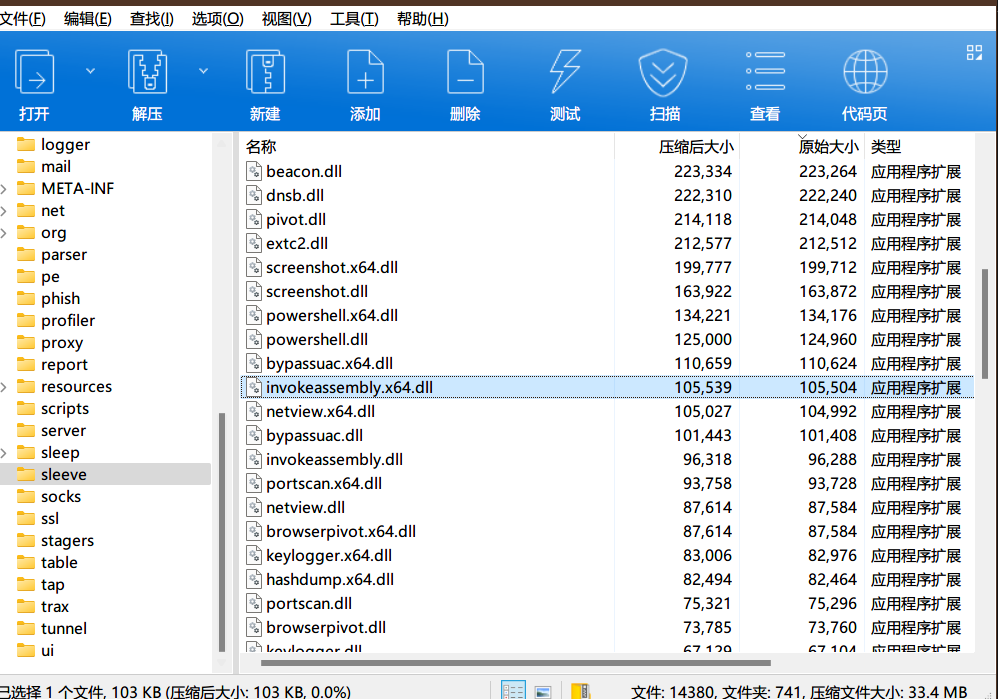 文件(F) 编辑(E) 查找(I) 选项(O) 视图(V) 工具(T) 帮助(H)
打开 解压 新建 添加 删除 测试 扫描 查看 代码页
logger
mail
META-INF
net
org
parser
pe
phish
profiler
proxy
report
resources
scripts
server
sleep
sleeve
socks
ssl
stagers
table
tap
trax
tunnel
ui
名称 压缩后大小 原始大小 类型
beacon.dll 223,334 223,264 应用程序扩展
dnsb.dll 222,310 222,240 应用程序扩展
pivot.dll 214,118 214,048 应用程序扩展
extc2.dll 212,577 212,512 应用程序扩展
screenshot.x64.dll 199,777 199,712 应用程序扩展
screenshot.dll 163,922 163,872 应用程序扩展
powershell.x64.dll 134,221 134,176 应用程序扩展
powershell.dll 125,000 124,960 应用程序扩展
bypassuac.x64.dll 110,659 110,624 应用程序扩展
invokeassembly.x64.dll 105,539 105,504 应用程序扩展
netview.x64.dll 105,027 104,992 应用程序扩展
bypassuac.dll 101,443 101,408 应用程序扩展
invokeassembly.dll 96,318 96,288 应用程序扩展
portscan.x64.dll 93,758 93,728 应用程序扩展
netview.dll 87,614 87,584 应用程序扩展
browserpivot.x64.dll 87,614 87,584 应用程序扩展
keylogger.x64.dll 83,006 82,976 应用程序扩展
hashdump.x64.dll 82,494 82,464 应用程序扩展
portscan.dll 75,321 75,296 应用程序扩展
browserpivot.dll 73,785 73,760 应用程序扩展
keylogger.dll 67,129 67,104 应用程序扩展
已选择 1 个文件, 103 KB (压缩后大小: 103 KB, 0.0%) 文件: 14380, 文件夹: 741, 压缩文件大小: 33.4 MB